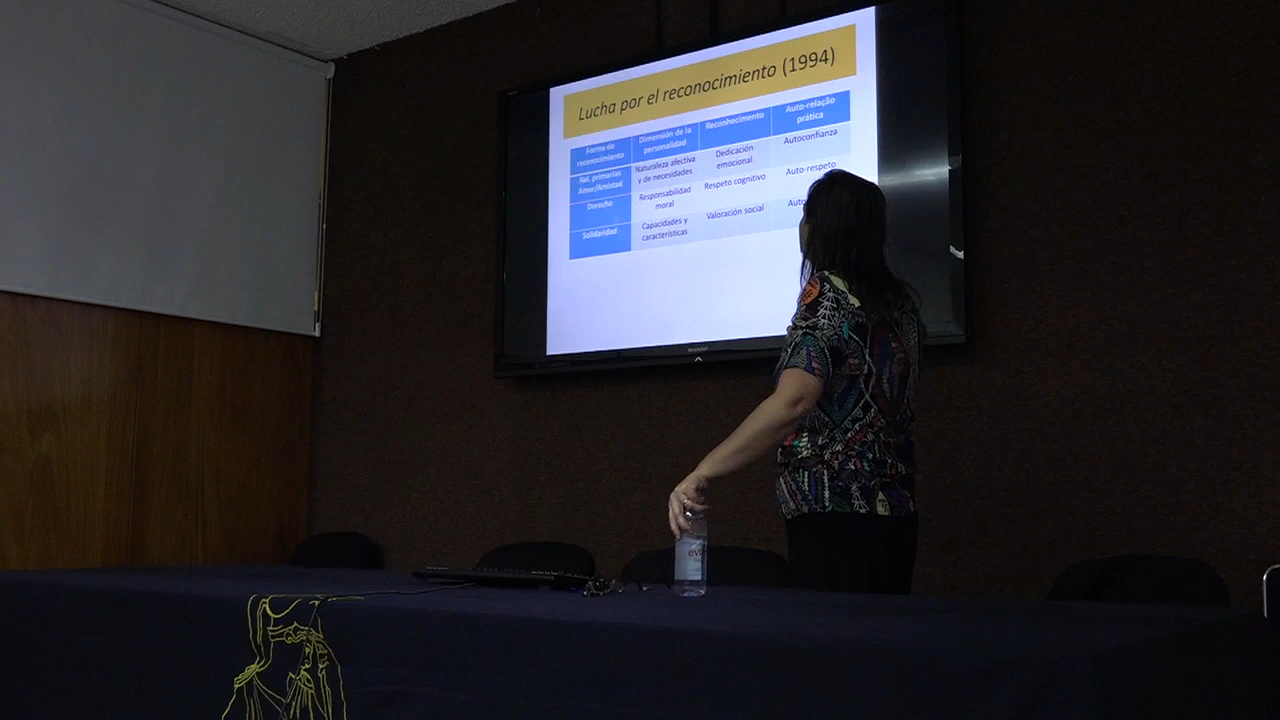 Lucha por el reconocimiento (1994)
Forma de reconocimiento
Dimensión de la personalidad
Reconhecimento
Auto-relação prática
Rel. primarias Amor/Amistad
Naturaleza afectiva y de necesidades
Dedicación emocional
Autoconfianza
Derecho
Responsabilidad moral
Respeto cognitivo
Auto-respeto
Solidaridad
Capacidades y características
Valoración social